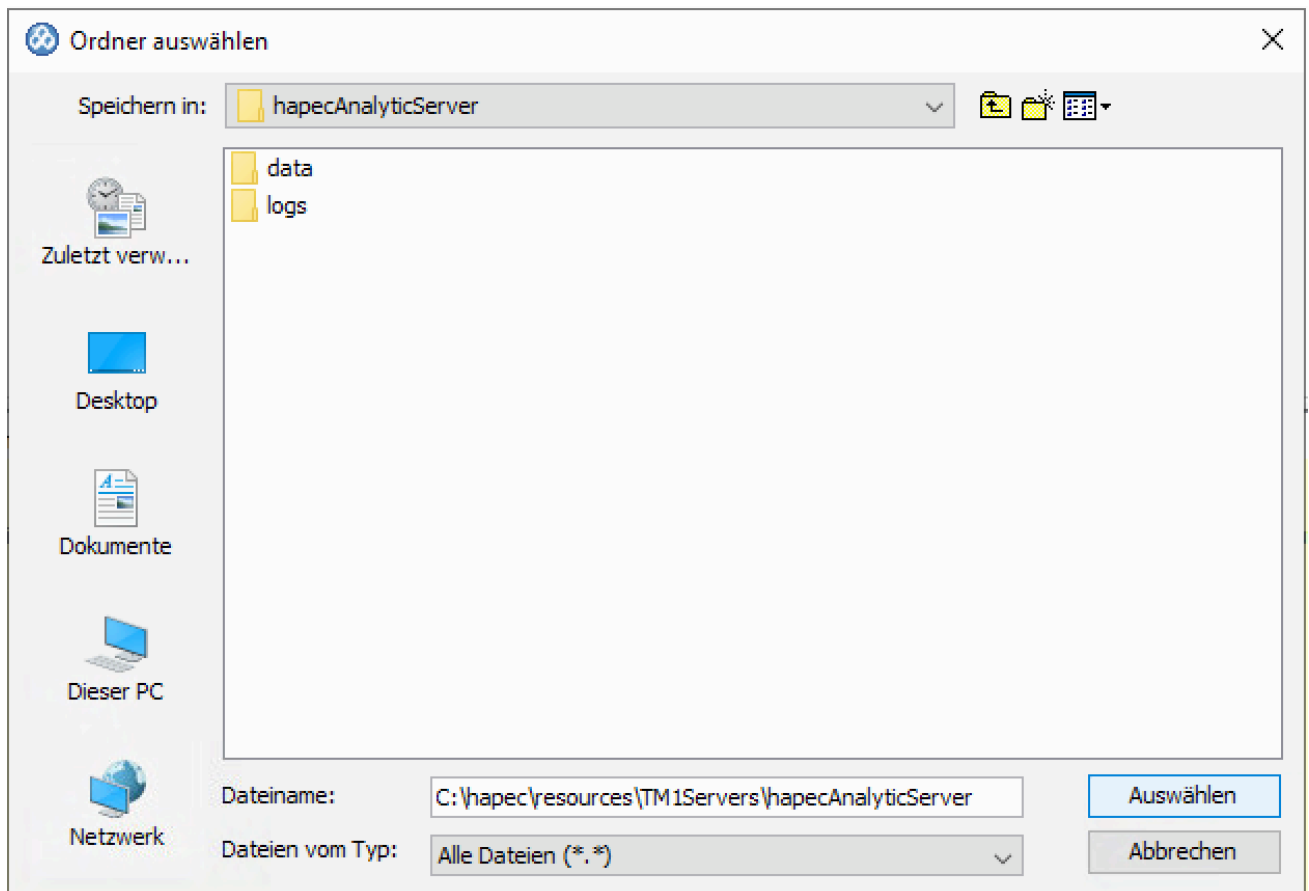 Ordner auswählen
Speichern in: hapecAnalyticServer
data
logs
Zuletzt verw...
Desktop
Dokumente
Dieser PC
Netzwerk
Dateiname: C:\hapec\resources\TM1Servers\hapecAnalyticServer Auswählen
Dateien vom Typ: Alle Dateien (*.*) Abbrechen